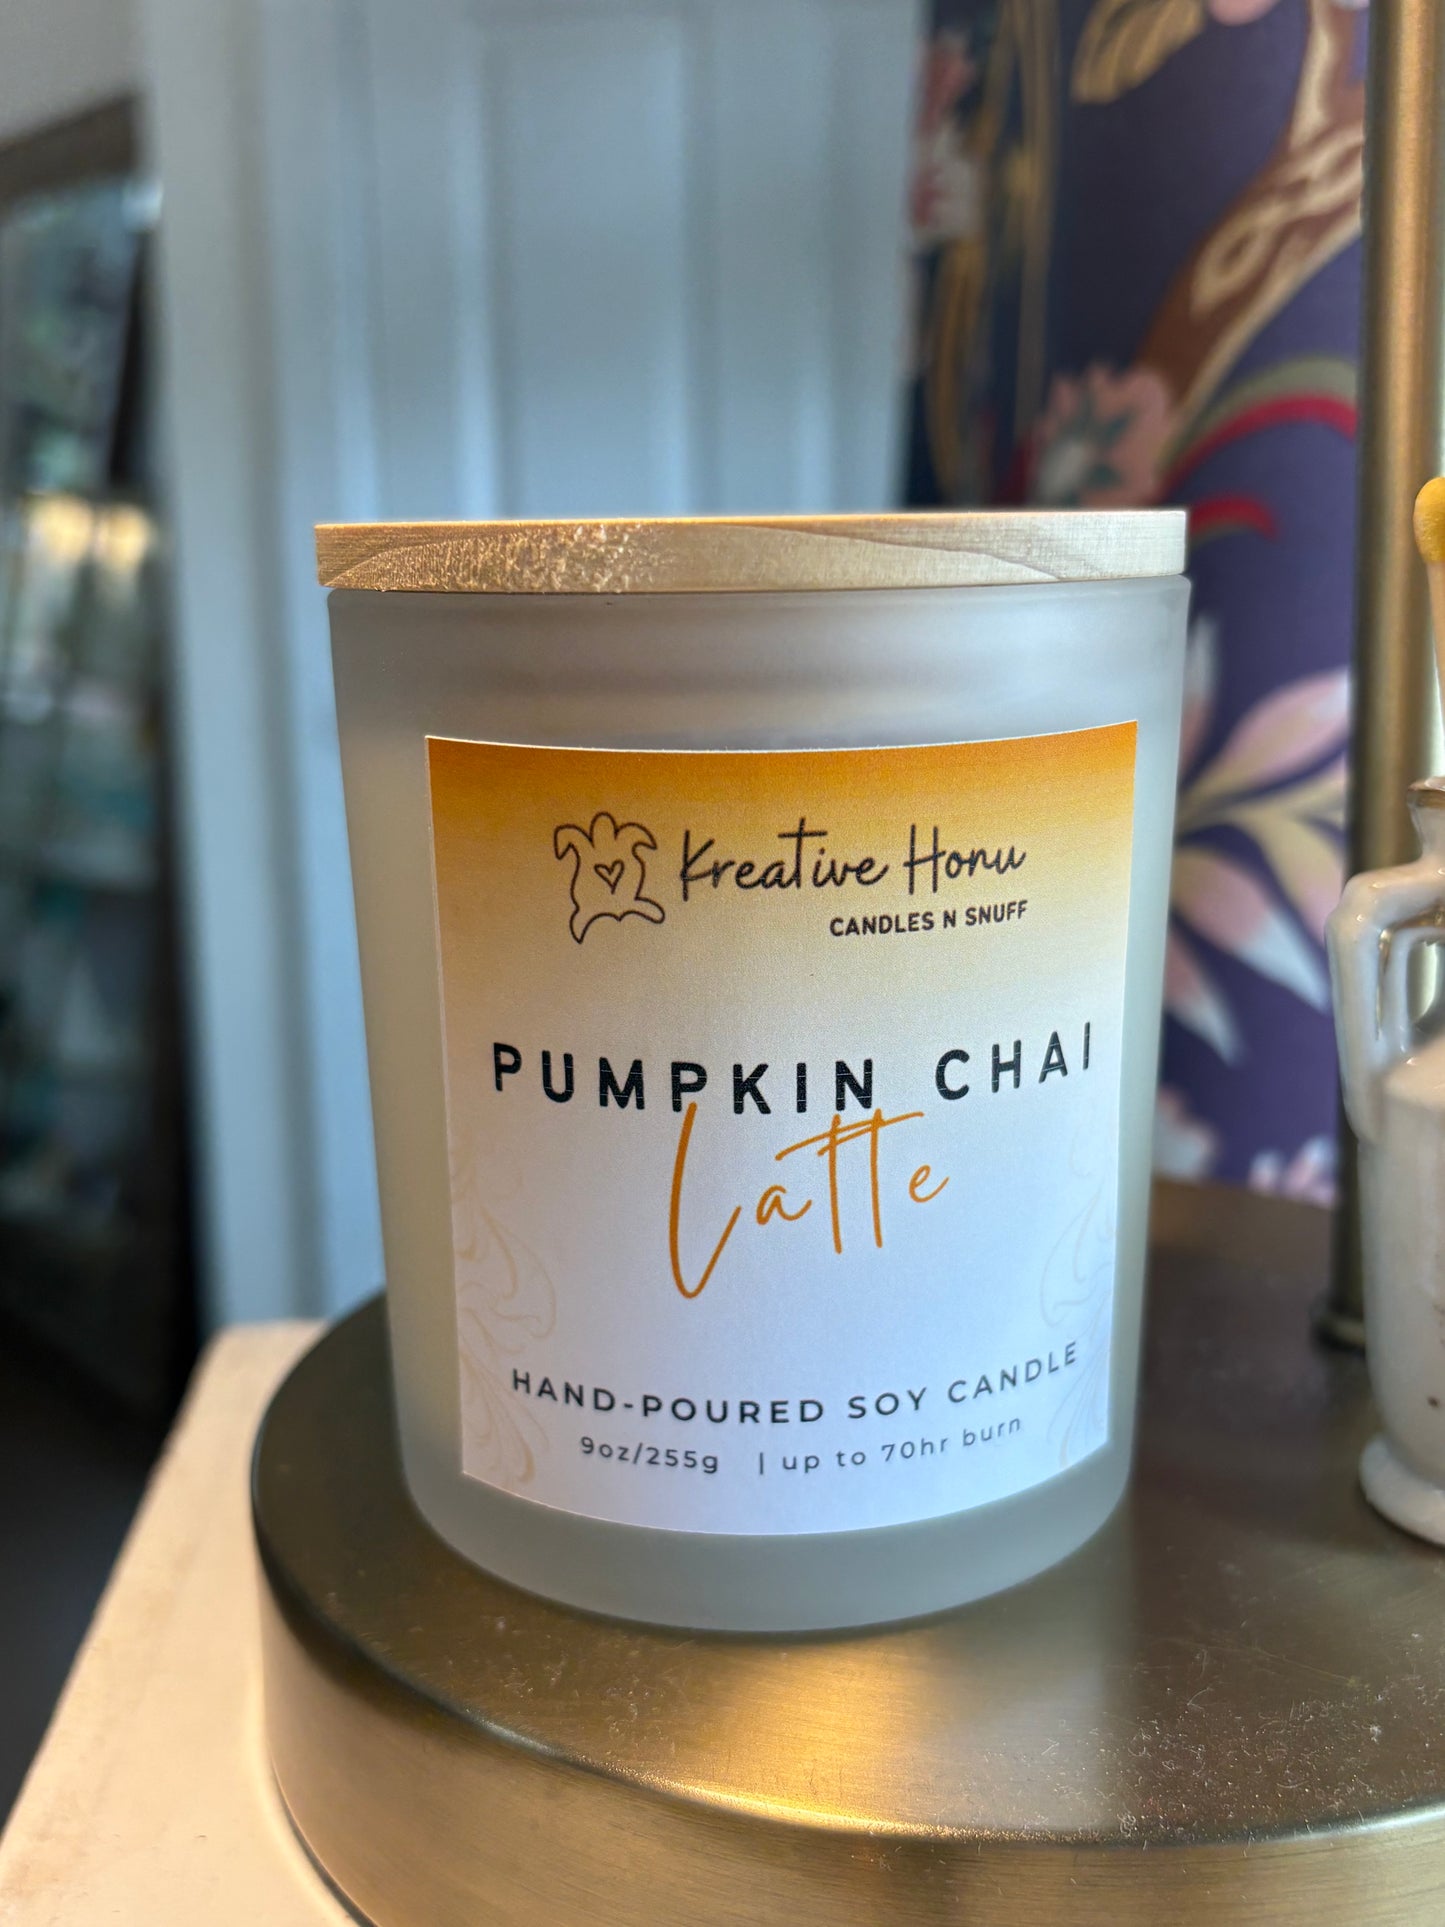 Kreative Honu
CANDLES N SNUFF
PUMPKIN CHAI
Latte
HAND-POURED SOY CANDLE
9oz/255g | up to 70hr burn